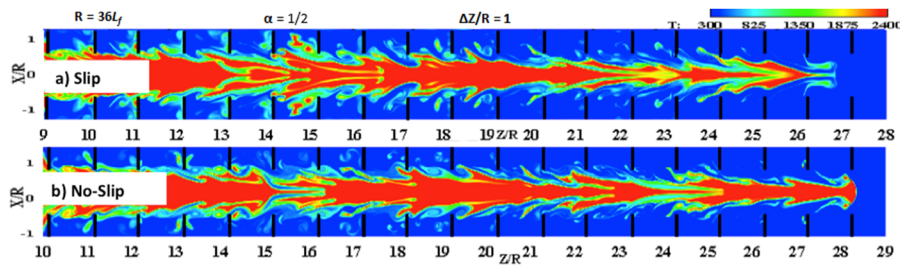 R = 36Lf α = 1/2 ΔZ/R = 1 T: 300 825 1350 1875 2400
X/R
1
0
-1
a) Slip
9 10 11 12 13 14 15 16 17 18 19 Z/R 20 21 22 23 24 25 26 27 28
X/R
1
0
-1
b) No-Slip
10 11 12 13 14 15 16 17 18 19 20 Z/R 21 22 23 24 25 26 27 28 29